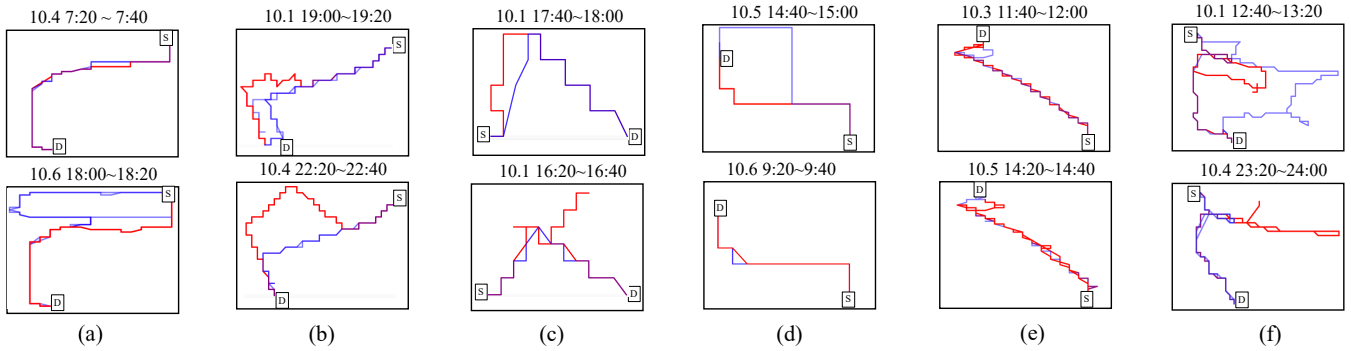 10.4 7:20 ~ 7:40
10.1 19:00~19:20
10.1 17:40~18:00
10.5 14:40~15:00
10.3 11:40~12:00
10.1 12:40~13:20
S
D
S
D
S
D
D
S
D
S
S
D
10.6 18:00~18:20
10.4 22:20~22:40
10.1 16:20~16:40
10.6 9:20~9:40
10.5 14:20~14:40
10.4 23:20~24:00
S
D
S
D
S
D
D
S
D
S
S
D
(a)
(b)
(c)
(d)
(e)
(f)